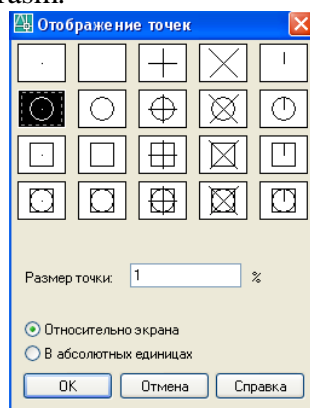 Отображение точек
Размер точки: 1 %
Относительно экрана
В абсолютных единицах
OK Отмена Справка